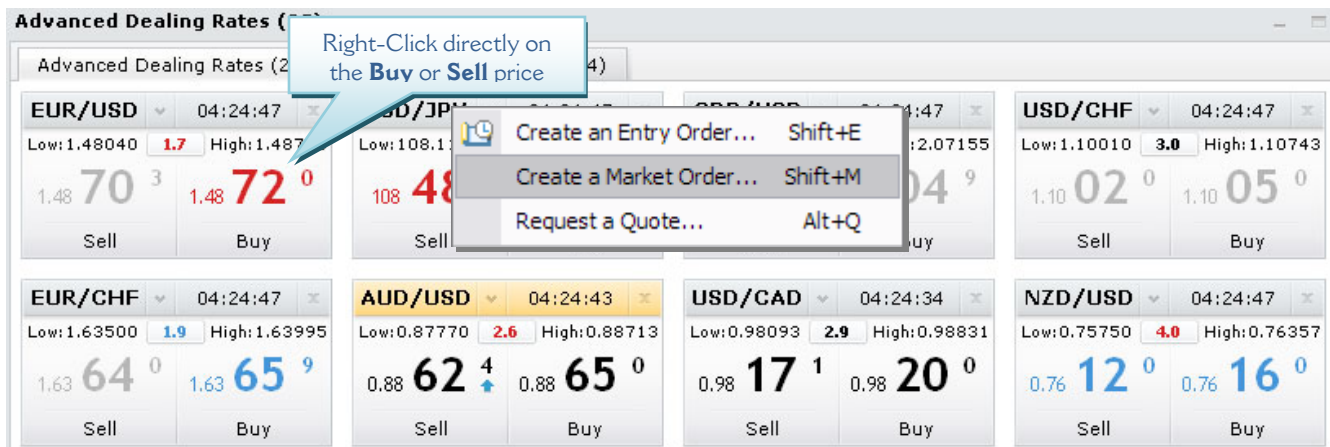 Advanced Dealing Rates (
Right-Click directly on
the Buy or Sell price
Advanced Dealing Rates (2
4)
EUR/USD 04:24:47
Low:1.48040 1.7 High:1.48
1.48 70 3 1.48 72 0
Sell Buy
Low:108.1
108 48
Sell
Create an Entry Order... Shift+E
Create a Market Order... Shift+M
Request a Quote... Alt+Q
:2.07155
04 9
USD/CHF 04:24:47
Low:1.10010 3.0 High:1.10743
1.10 02 0 1.10 05 0
Sell Buy
EUR/CHF 04:24:47
Low:1.63500 1.9 High:1.63995
1.63 64 0 1.63 65 9
Sell Buy
AUD/USD 04:24:43
Low:0.87770 2.6 High:0.88713
0.88 62 4 0.88 65 0
Sell Buy
USD/CAD 04:24:34
Low:0.98093 2.9 High:0.98831
0.98 17 1 0.98 20 0
Sell Buy
NZD/USD 04:24:47
Low:0.75750 4.0 High:0.76357
0.76 12 0 0.76 16 0
Sell Buy